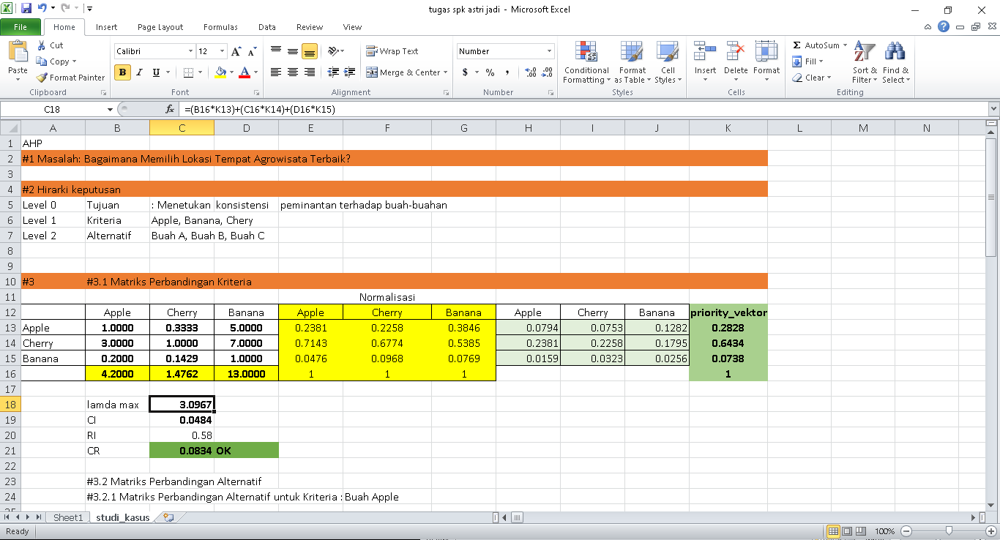 tugas spk astri jadi - Microsoft Excel
File Home Insert Page Layout Formulas Data Review View
Paste Cut Copy Format Painter Clipboard
Calibri 12 B I U A A A Font
Wrap Text Merge & Center Alignment
Number $ % , .00 .00 Number
Conditional Formatting Format as Table Cell Styles Styles
Insert Delete Format Cells
Σ AutoSum Fill Clear Sort & Filter Find & Select Editing
C18 fx =(B16*K13)+(C16*K14)+(D16*K15)
A B C D E F G H I J K L M N
1 AHP
2 #1 Masalah: Bagaimana Memilih Lokasi Tempat Agrowisata Terbaik?
3
4 #2 Hirarki keputusan
5 Level 0 Tujuan : Menetukan konsistensi peminantan terhadap buah-buahan
6 Level 1 Kriteria Apple, Banana, Chery
7 Level 2 Alternatif Buah A, Buah B, Buah C
8
9
10 #3 #3.1 Matriks Perbandingan Kriteria
11 Normalisasi
12 Apple Cherry Banana Apple Cherry Banana Apple Cherry Banana priority_vektor
13 Apple 1.0000 0.3333 5.0000 0.2381 0.2258 0.3846 0.0794 0.0753 0.1282 0.2828
14 Cherry 3.0000 1.0000 7.0000 0.7143 0.6774 0.5385 0.2381 0.2258 0.1795 0.6434
15 Banana 0.2000 0.1429 1.0000 0.0476 0.0968 0.0769 0.0159 0.0323 0.0256 0.0738
16 4.2000 1.4762 13.0000 1 1 1 1
17
18 lamda max 3.0967
19 CI 0.0484
20 RI 0.58
21 CR 0.0834 OK
22
23 #3.2 Matriks Perbandingan Alternatif
24 #3.2.1 Matriks Perbandingan Alternatif untuk Kriteria : Buah Apple
25
Sheet1 studi_kasus
Ready 100%